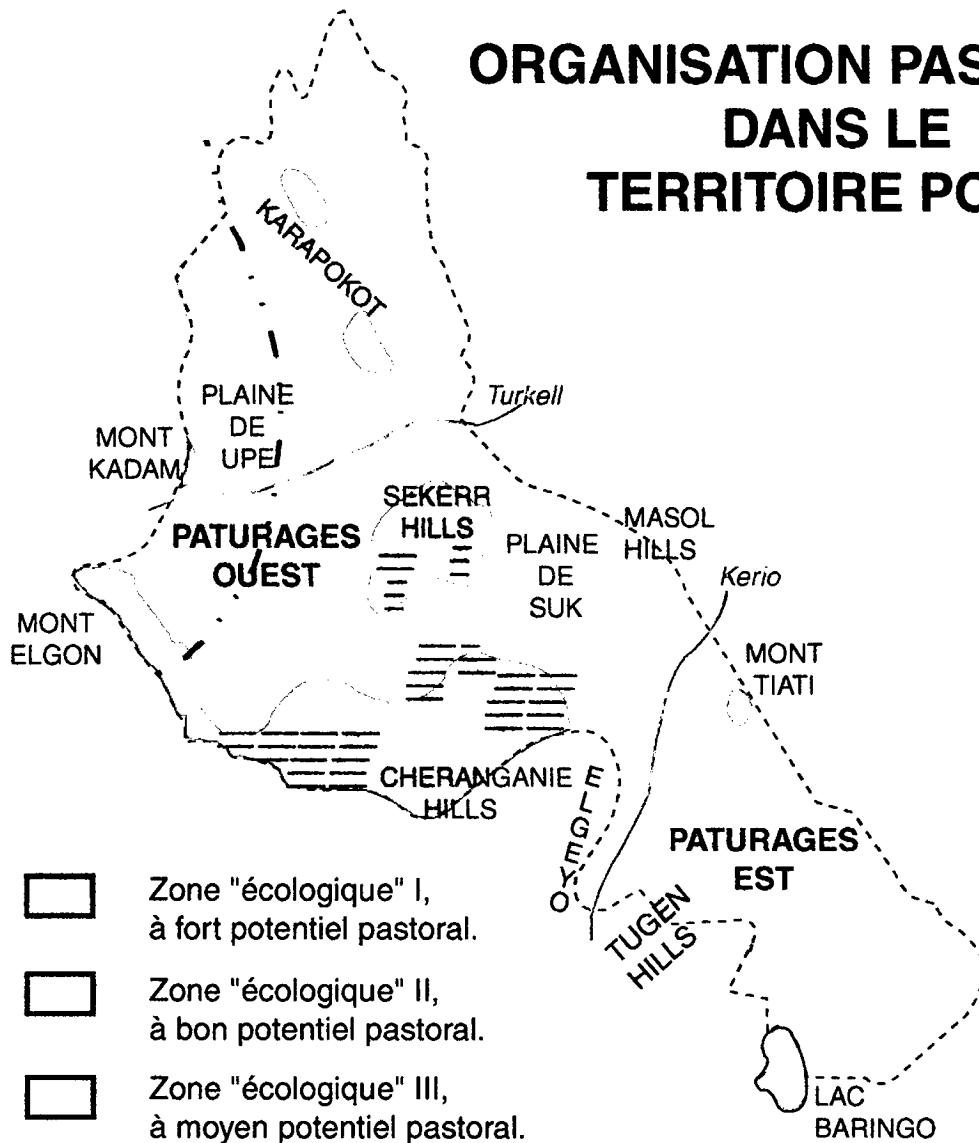 ORGANISATION PAS
DANS LE
TERRITOIRE PO
KARAPOKOT
PLAINE
DE
UPE
Turkell
MONT
KADAM
SEKERR
HILLS
PATURAGES
OUEST
PLAINE
DE
SUK
MASOL
HILLS
Kerio
MONT
ELGON
MONT
TIATI
CHERANGANIE
HILLS
ELGEYO
PATURAGES
EST
TUGEN
HILLS
Zone "écologique" I,
à fort potentiel pastoral.
Zone "écologique" II,
à bon potentiel pastoral.
Zone "écologique" III,
à moyen potentiel pastoral.
LAC
BARINGO